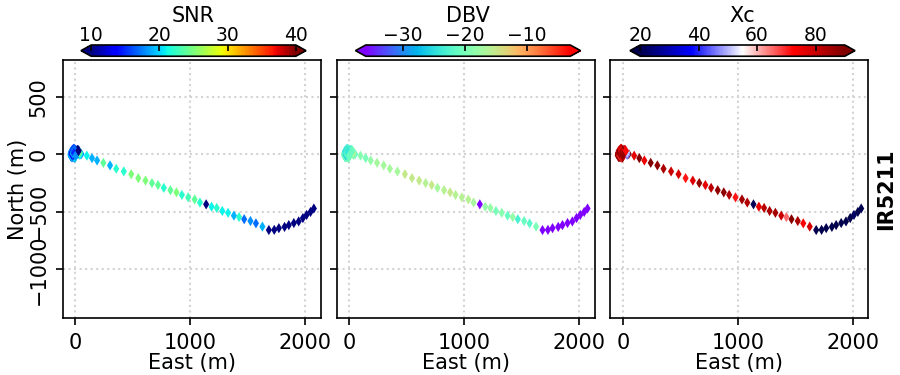 SNR DBV Xc
10 20 30 40 −30 −20 −10 20 40 60 80
500
0
−500
−1000
North (m)
IR5211
0 1000 2000 0 1000 2000 0 1000 2000
East (m) East (m) East (m)